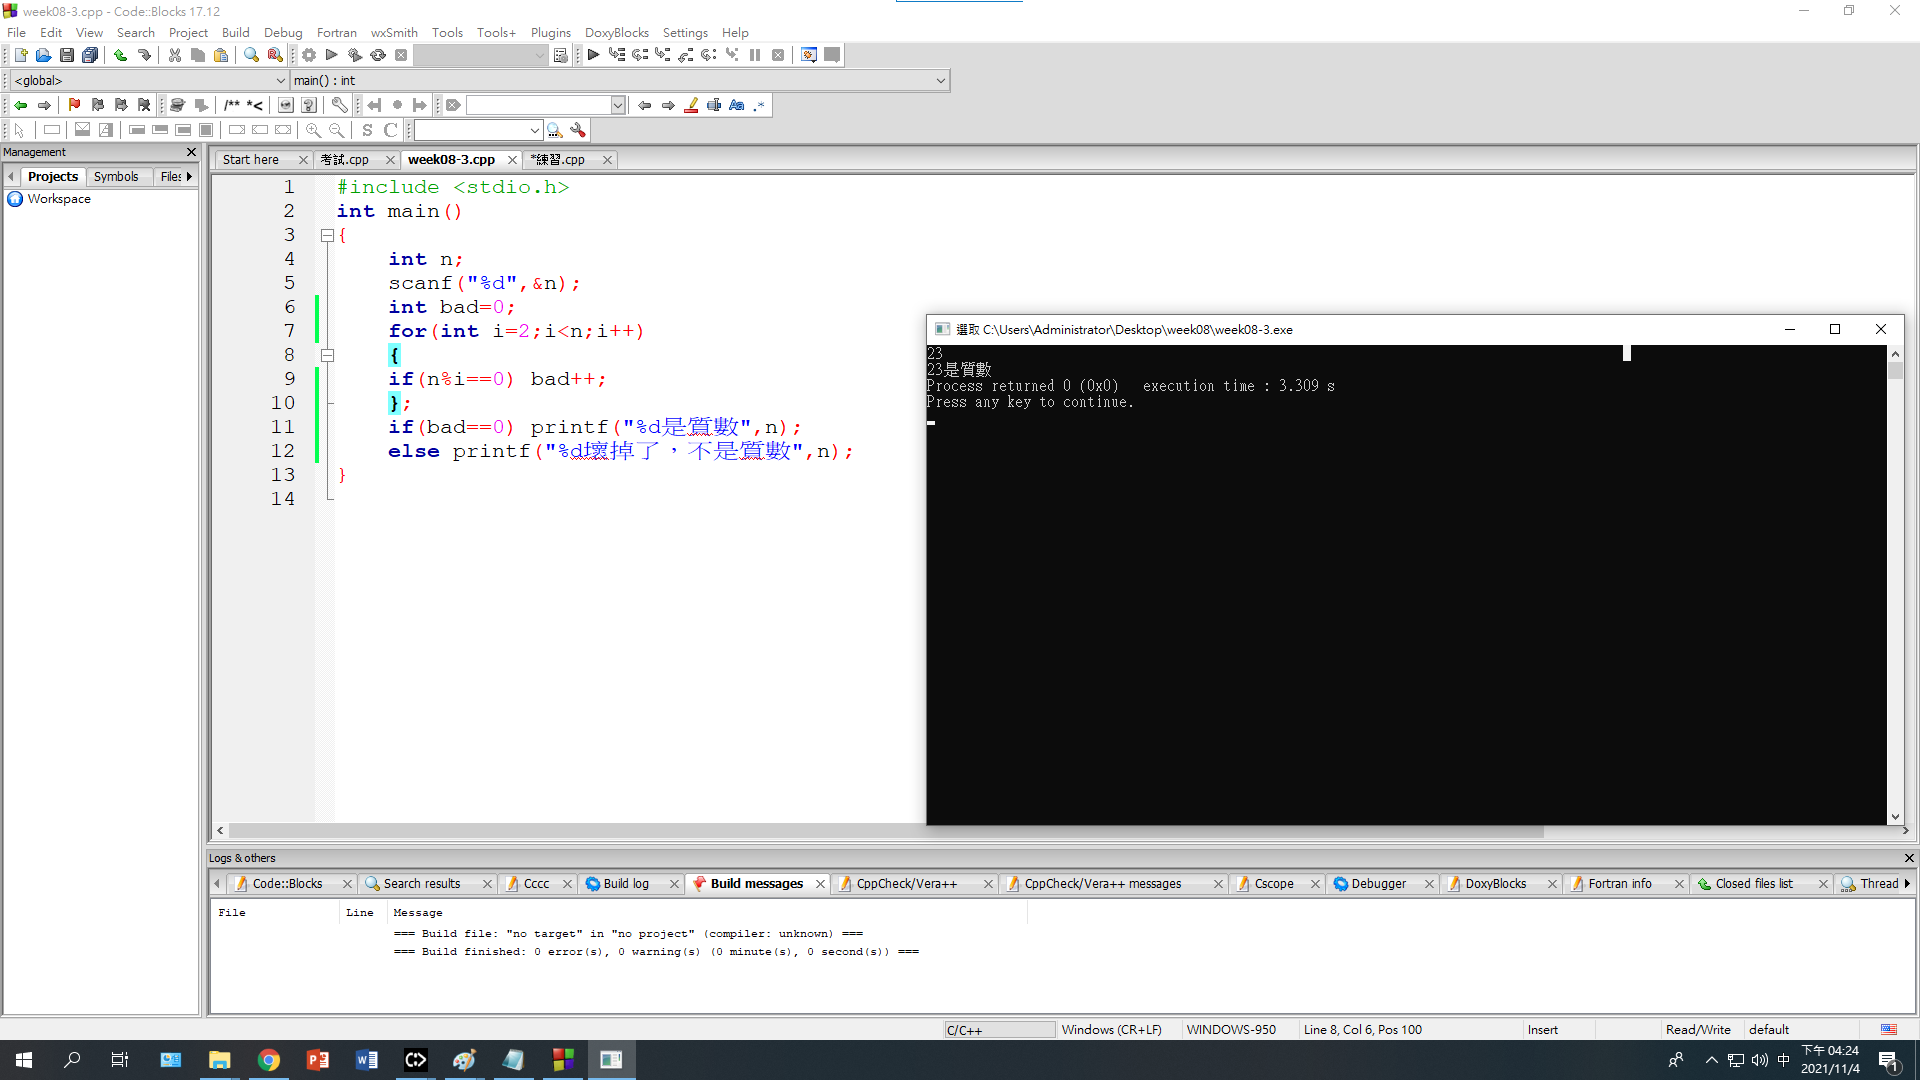 week08-3.cpp - Code::Blocks 17.12
File Edit View Search Project Build Debug Fortran wxSmith Tools Tools+ Plugins DoxyBlocks Settings Help
<global> main() : int
/** *<
Aa .*
S C
Management
Projects Symbols Files
Workspace
Start here 考試.cpp week08-3.cpp *練習.cpp
1 #include <stdio.h>
2 int main()
3 {
4 int n;
5 scanf("%d",&n);
6 int bad=0;
7 for(int i=2;i<n;i++)
8 {
9 if(n%i==0) bad++;
10 };
11 if(bad==0) printf("%d是質數",n);
12 else printf("%d壞掉了，不是質數",n);
13 }
14
選取 C:\Users\Administrator\Desktop\week08\week08-3.exe
23
23是質數
Process returned 0 (0x0) execution time : 3.309 s
Press any key to continue.
Logs & others
Code::Blocks Search results Cccc Build log Build messages CppCheck/Vera++ CppCheck/Vera++ messages Cscope Debugger DoxyBlocks Fortran info Closed files list Thread
File Line Message
=== Build file: "no target" in "no project" (compiler: unknown) ===
=== Build finished: 0 error(s), 0 warning(s) (0 minute(s), 0 second(s)) ===
C/C++ Windows (CR+LF) WINDOWS-950 Line 8, Col 6, Pos 100 Insert Read/Write default
中
下午 04:24
2021/11/4
1